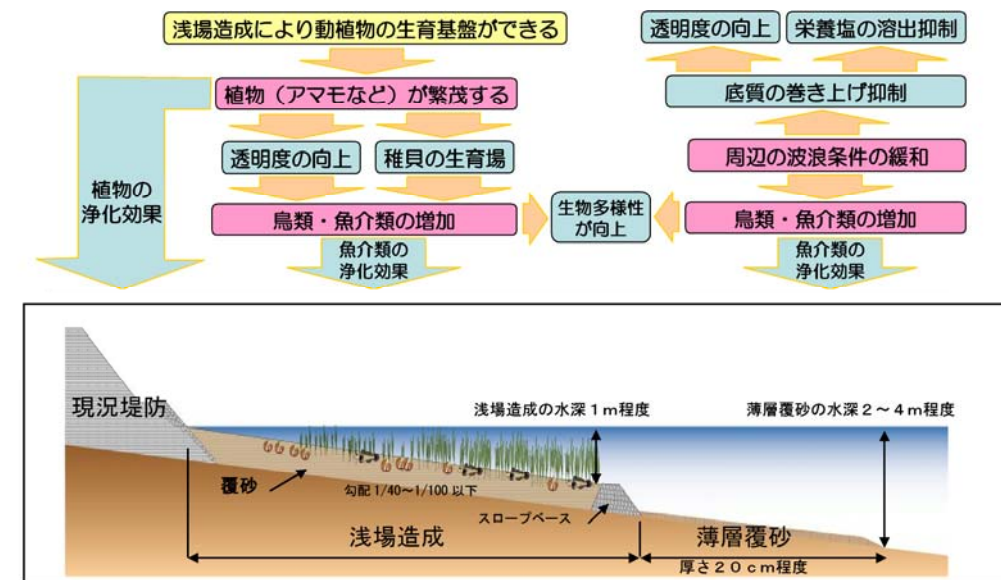 浅場造成により動植物の生育基盤ができる
植物（アマモなど）が繁茂する
透明度の向上
稚貝の生育場
鳥類・魚介類の増加
植物の
浄化効果
魚介類の
浄化効果
生物多様性
が向上
透明度の向上
栄養塩の溶出抑制
底質の巻き上げ抑制
周辺の波浪条件の緩和
鳥類・魚介類の増加
魚介類の
浄化効果
現況堤防
浅場造成の水深１ｍ程度
薄層覆砂の水深２～４ｍ程度
覆砂
勾配 1/40～1/100 以下
スロープベース
浅場造成
薄層覆砂
厚さ２０ｃｍ程度